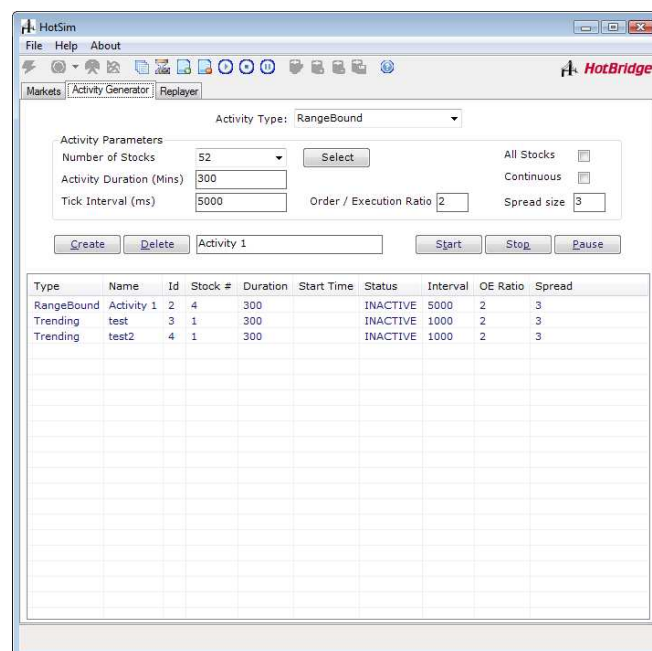 HotSim
File Help About
HotBridge
Markets Activity Generator Replayer
Activity Type: RangeBound
Activity Parameters
Number of Stocks 52 Select All Stocks
Activity Duration (Mins) 300 Continuous
Tick Interval (ms) 5000 Order / Execution Ratio 2 Spread size 3
Create Delete Activity 1 Start Stop Pause
Type Name Id Stock # Duration Start Time Status Interval OE Ratio Spread
RangeBound Activity 1 2 4 300 INACTIVE 5000 2 3
Trending test 3 1 300 INACTIVE 1000 2 3
Trending test2 4 1 300 INACTIVE 1000 2 3